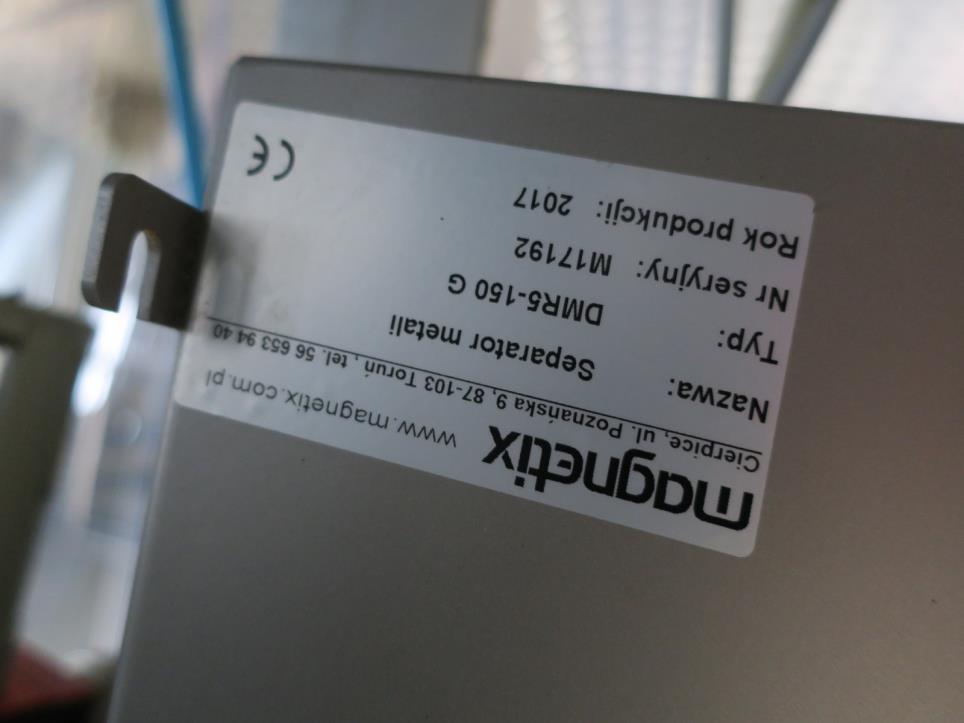 magnetix www.magnetix.com.pl
Cierpice, ul. Poznańska 9, 87-103 Toruń , tel. 56 653 94 40
Nazwa: Separator metali
Typ: DMR5-150 G
Nr seryjny: M17192
Rok produkcji: 2017
CE